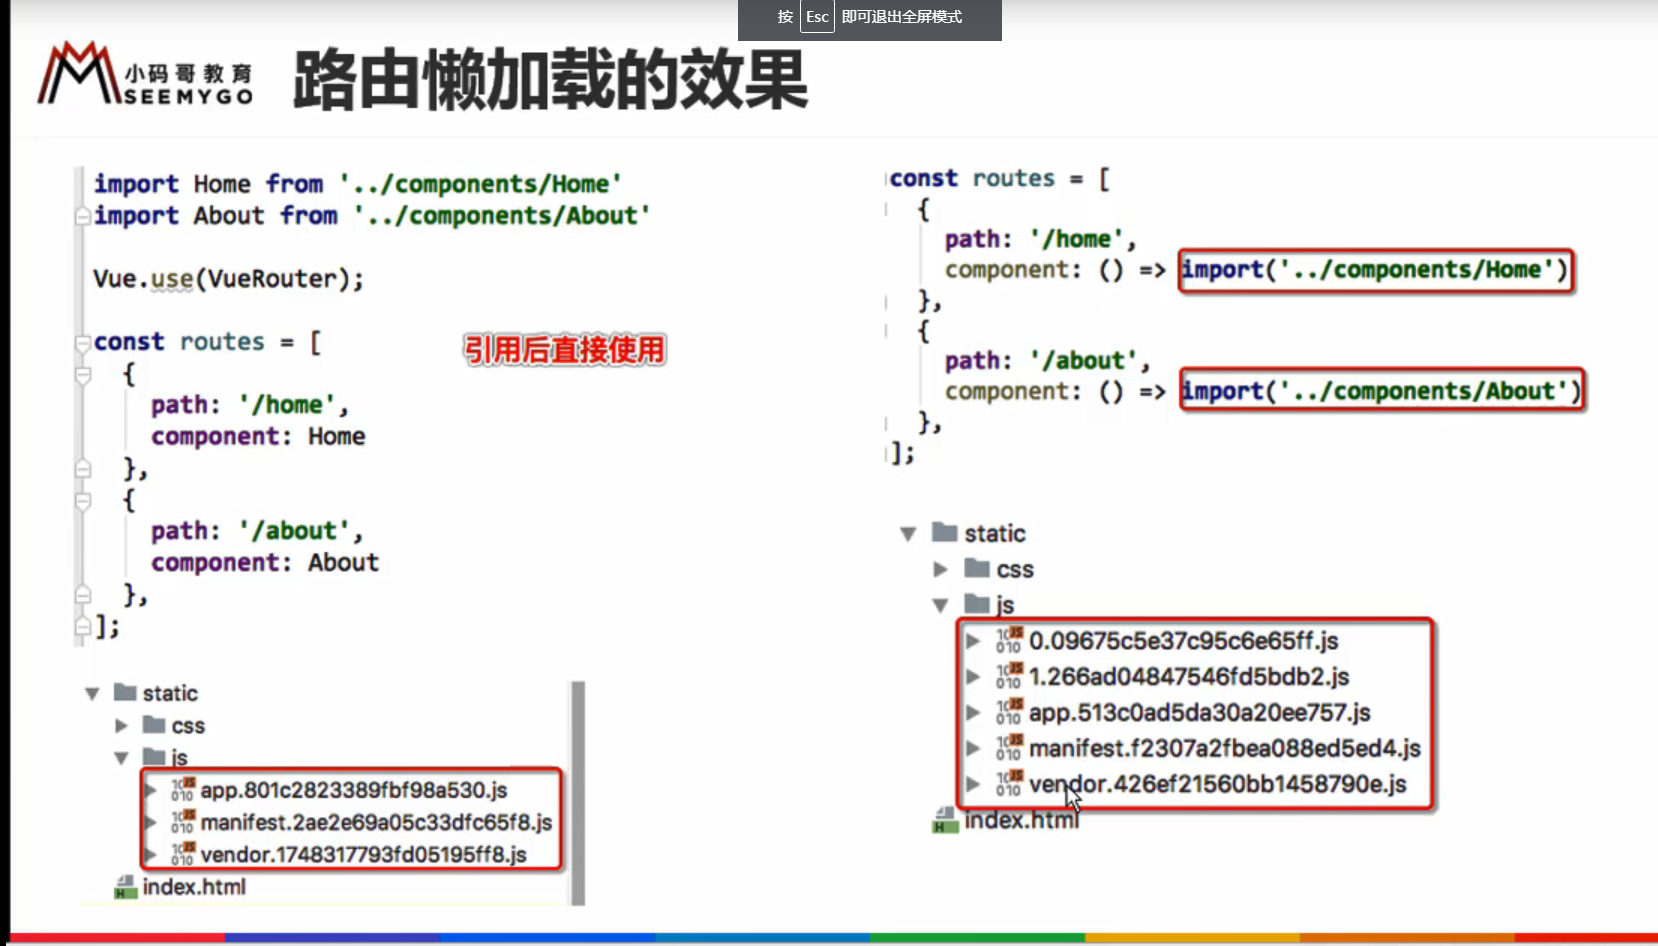 按 Esc 即可退出全屏模式
小码哥教育
SEEMYGO
路由懒加载的效果
import Home from '../components/Home'
import About from '../components/About'
Vue.use(VueRouter);
const routes = [
{
path: '/home',
component: Home
},
{
path: '/about',
component: About
},
];
引用后直接使用
static
css
js
app.801c2823389fbf98a530.js
manifest.2ae2e69a05c33dfc65f8.js
vendor.1748317793fd05195ff8.js
index.html
const routes = [
{
path: '/home',
component: () => import('../components/Home')
},
{
path: '/about',
component: () => import('../components/About')
},
];
static
css
js
0.09675c5e37c95c6e65ff.js
1.266ad04847546fd5bdb2.js
app.513c0ad5da30a20ee757.js
manifest.f2307a2fbea088ed5ed4.js
vendor.426ef21560bb1458790e.js
index.html